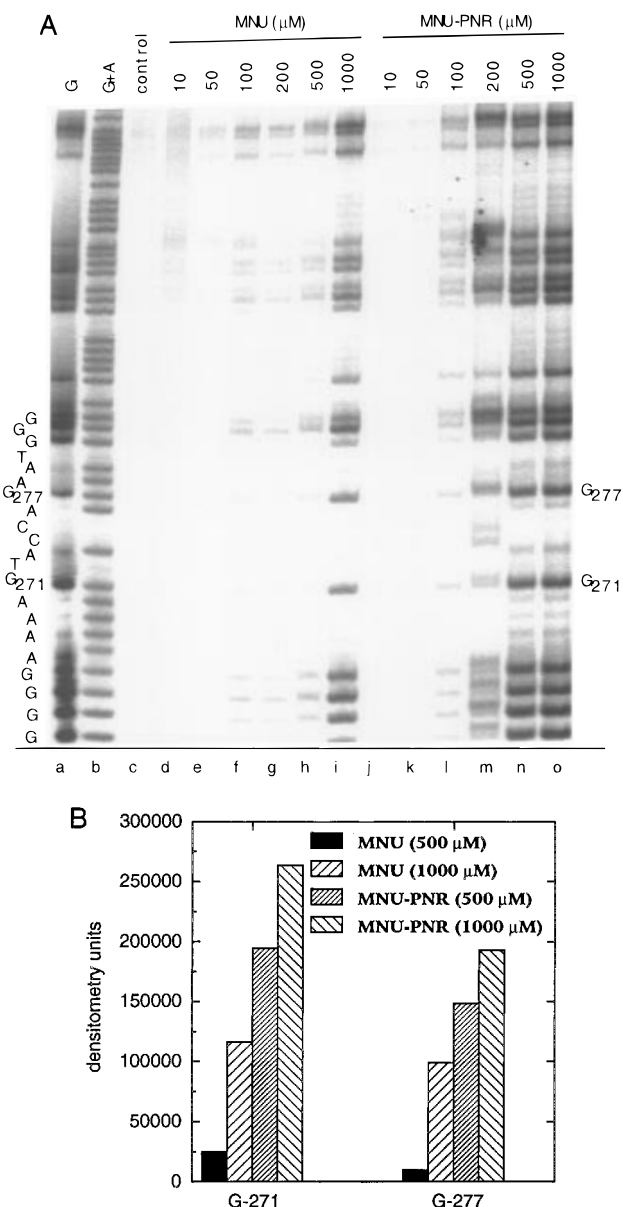 A
MNU (µM)
MNU-PNR (µM)
G
G+A
control
10
50
100
200
500
1000
10
50
100
200
500
1000
G
G
G
T
A
A
G277
G277
A
C
C
A
T
G271
G271
A
A
A
A
G
G
G
G
a b c d e f g h i j k l m n o
B
300000
250000
200000
150000
100000
50000
0
densitometry units
MNU (500 µM)
MNU (1000 µM)
MNU-PNR (500 µM)
MNU-PNR (1000 µM)
G-271 G-277